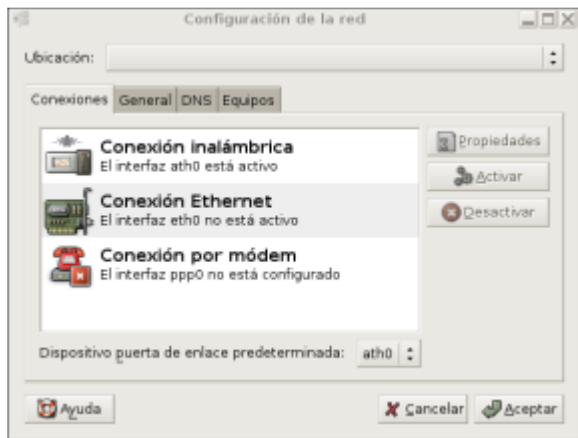 Configuración de la red
Ubicación:
Conexiones General DNS Equipos
Conexión inalámbrica
El interfaz ath0 está activo
Conexión Ethernet
El interfaz eth0 no está activo
Conexión por módem
El interfaz ppp0 no está configurado
Propiedades
Activar
Desactivar
Dispositivo puerta de enlace predeterminada: ath0
Ayuda Cancelar Aceptar